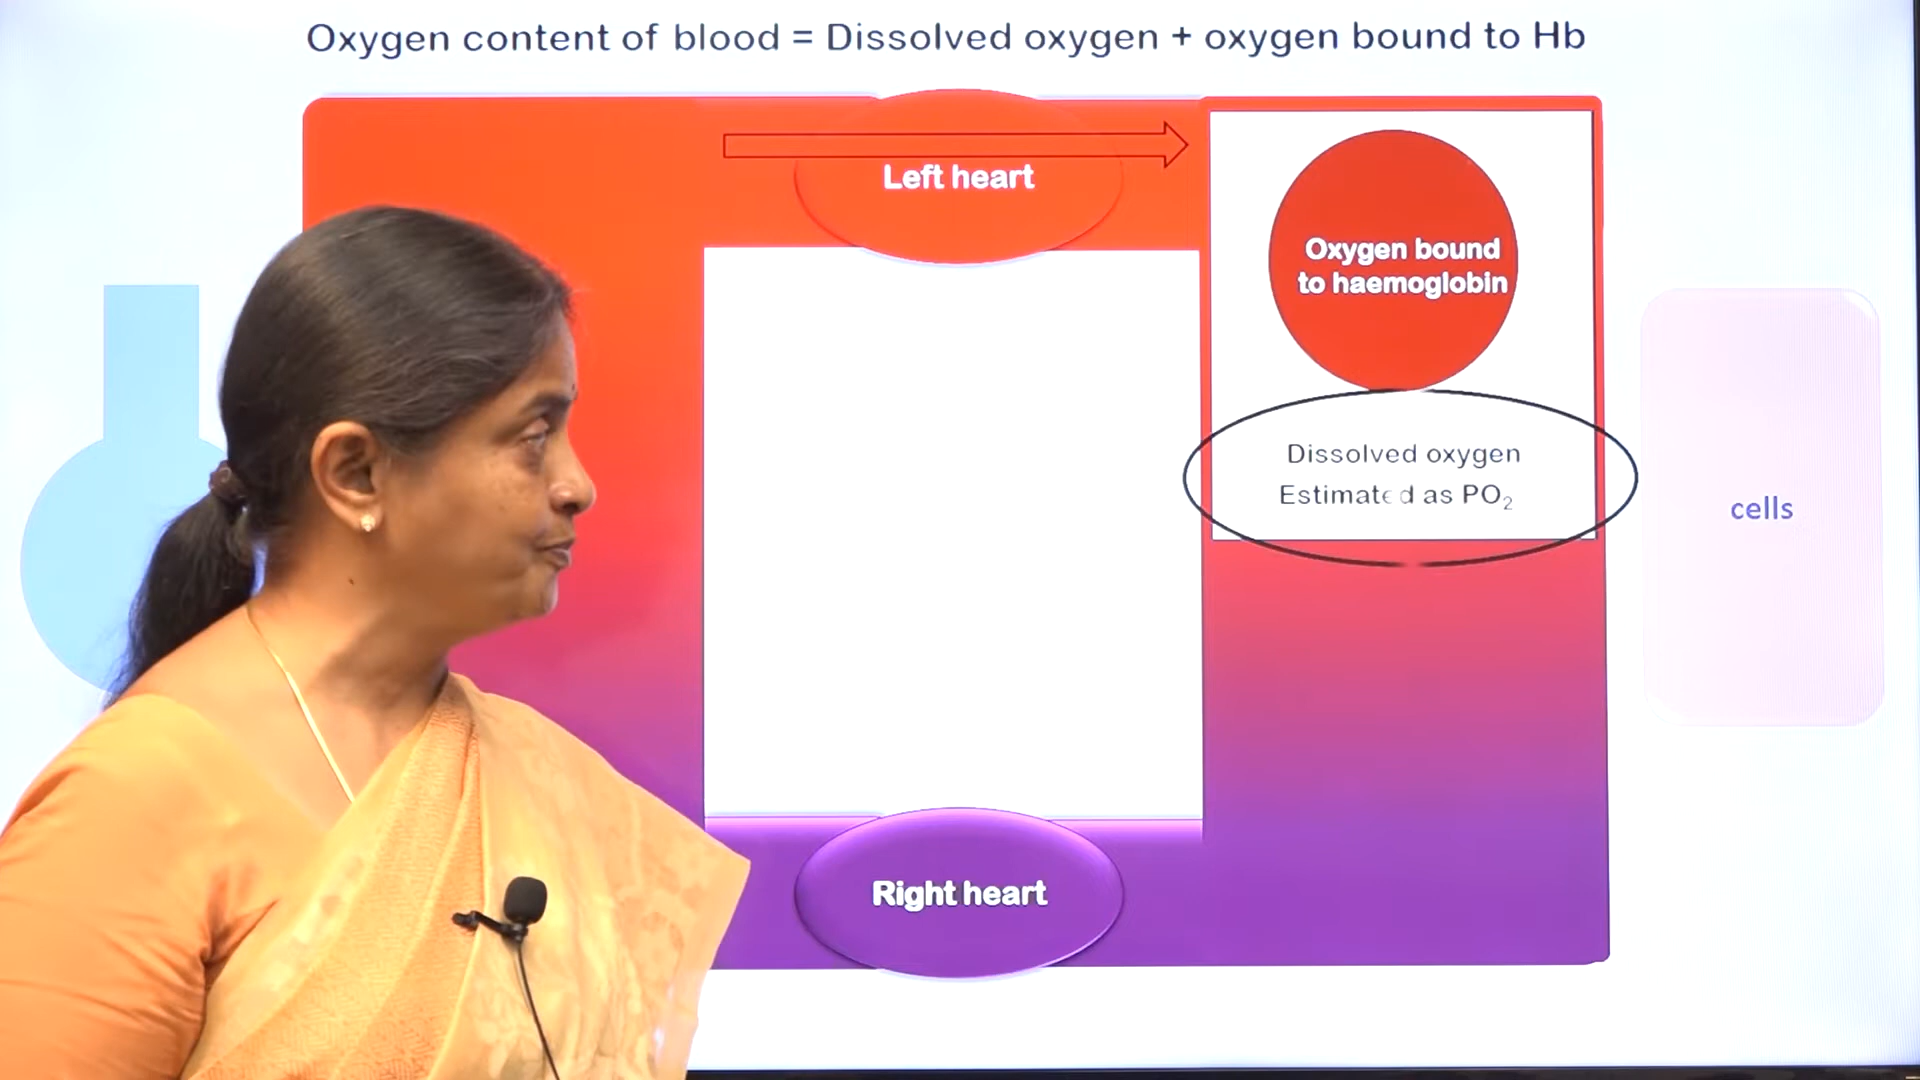 Oxygen content of blood = Dissolved oxygen + oxygen bound to Hb
Left heart
Oxygen bound
to haemoglobin
Dissolved oxygen
Estimated as PO₂
cells
Right heart